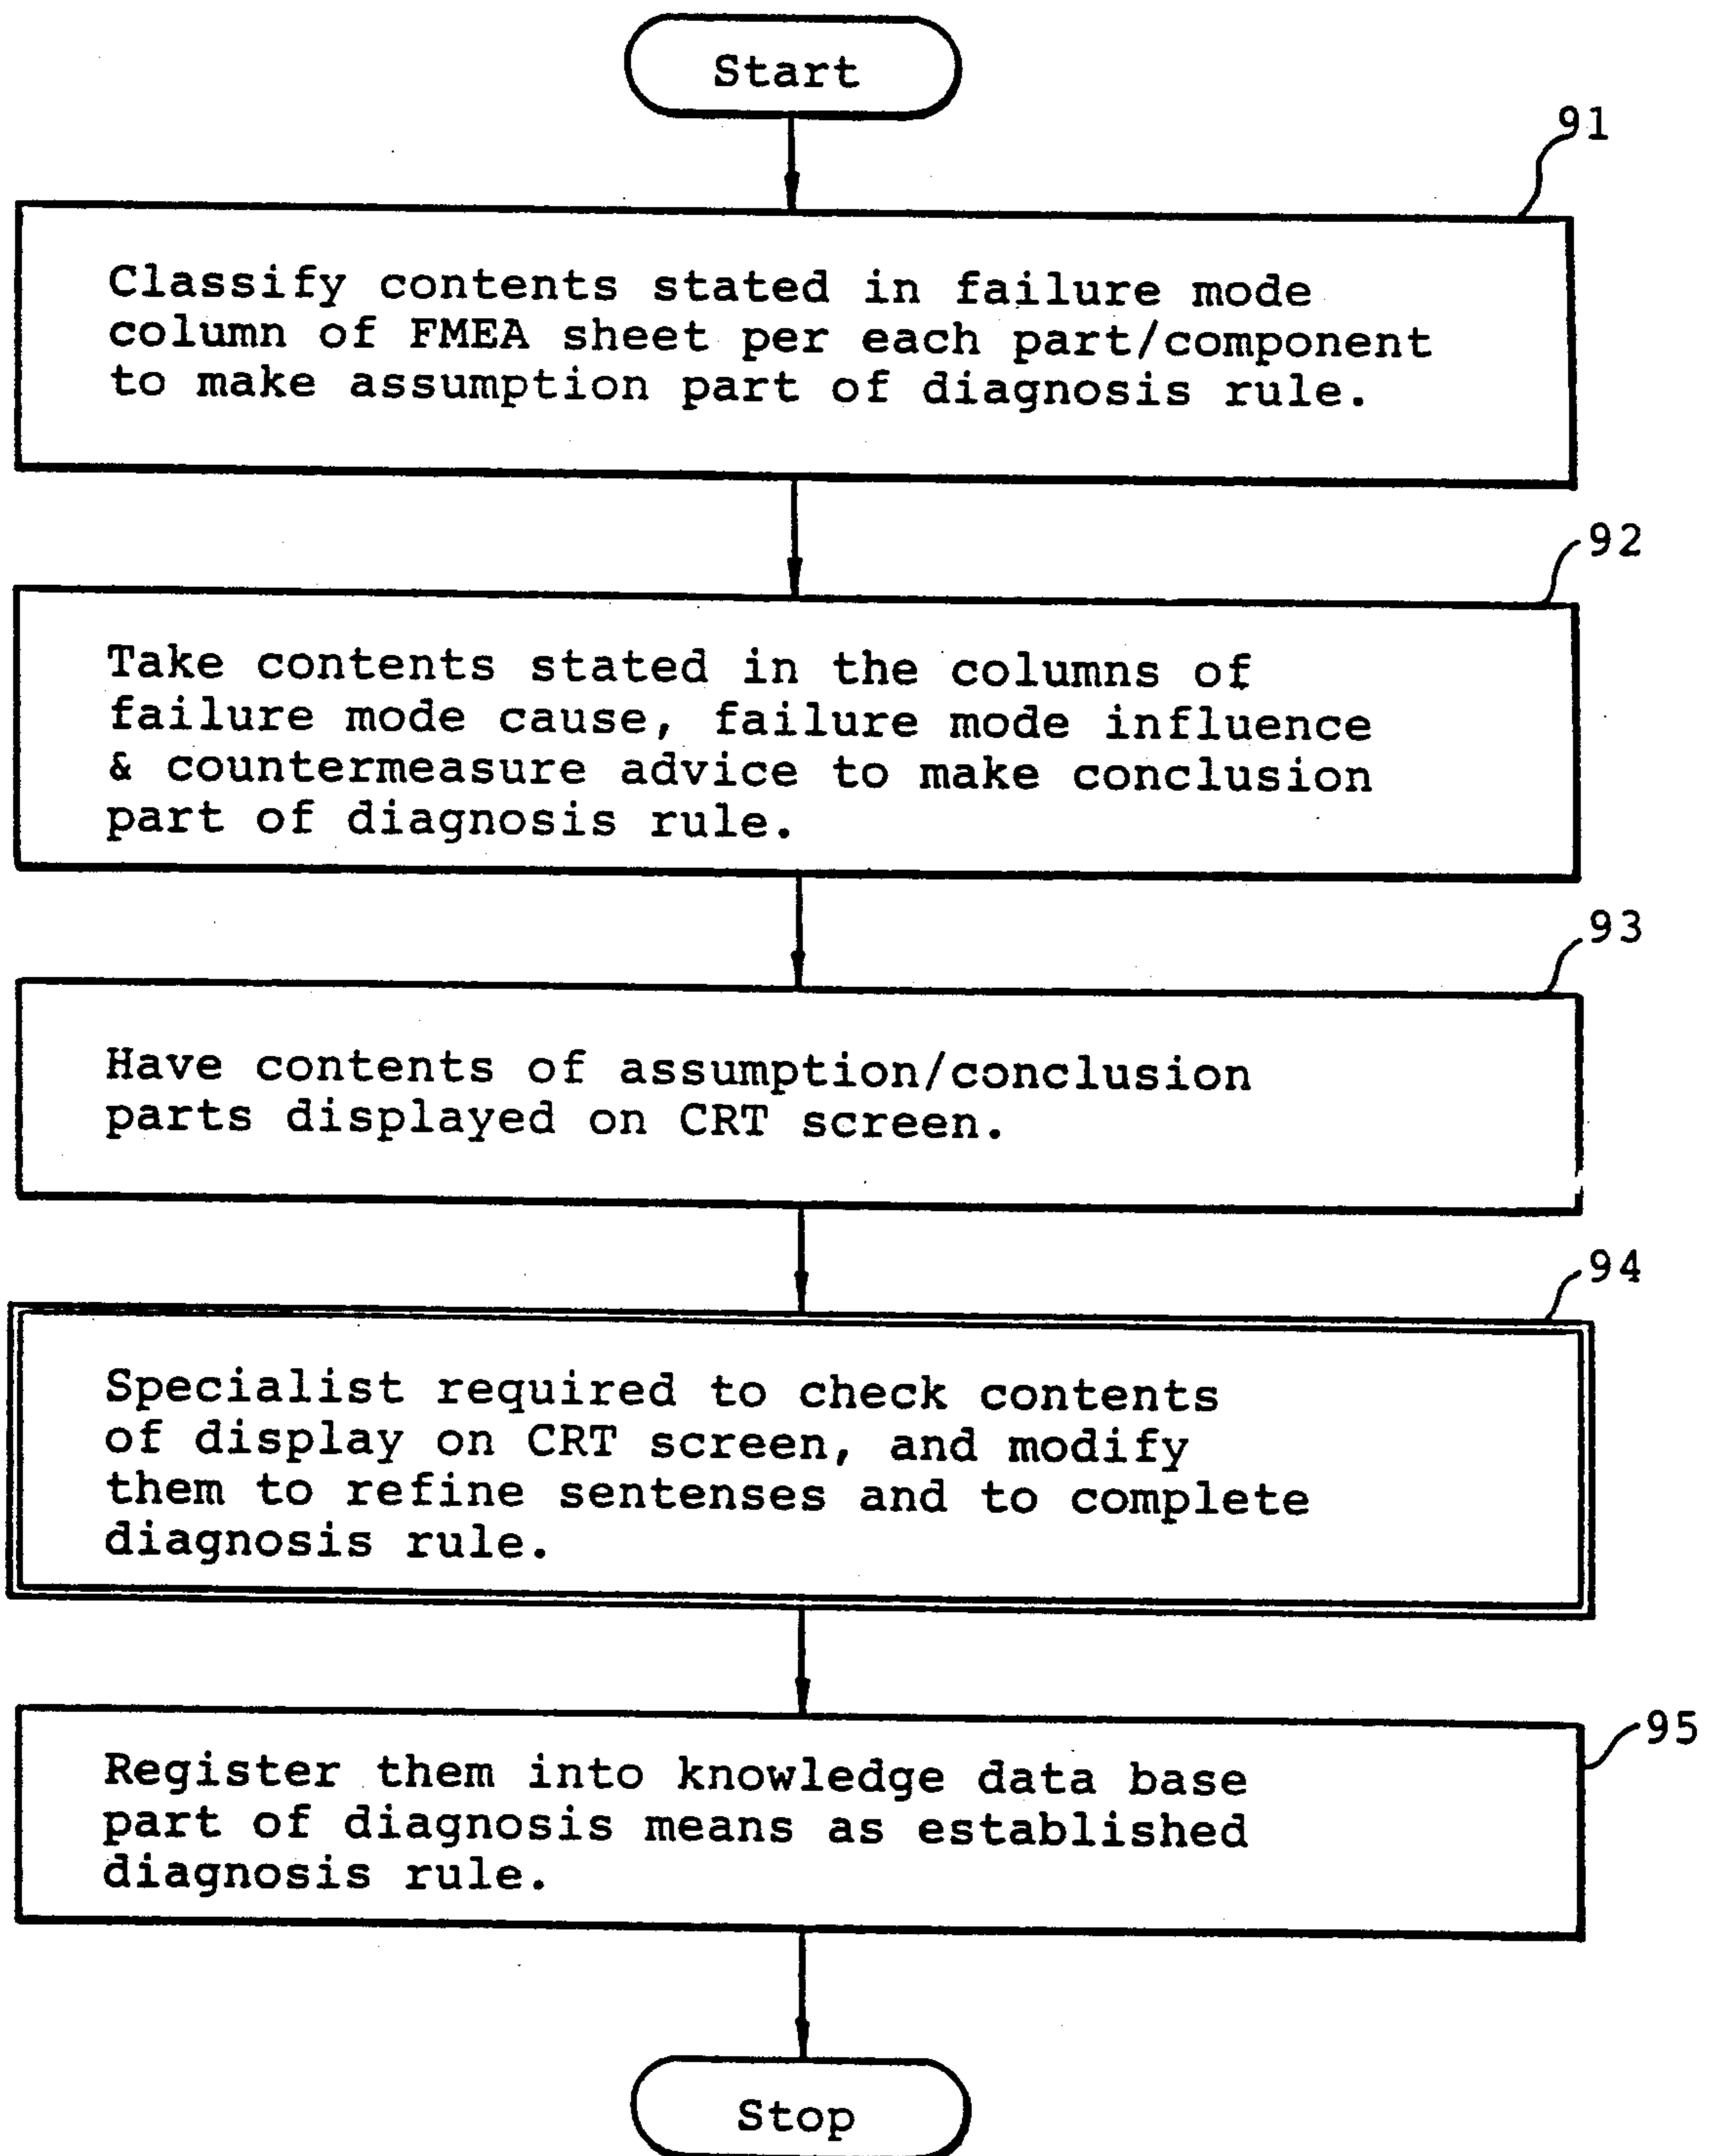 Start
91
Classify contents stated in failure mode
column of FMEA sheet per each part/component
to make assumption part of diagnosis rule.
92
Take contents stated in the columns of
failure mode cause, failure mode influence
& countermeasure advice to make conclusion
part of diagnosis rule.
93
Have contents of assumption/conclusion
parts displayed on CRT screen.
94
Specialist required to check contents
of display on CRT screen, and modify
them to refine sentenses and to complete
diagnosis rule.
95
Register them into knowledge data base
part of diagnosis means as established
diagnosis rule.
Stop